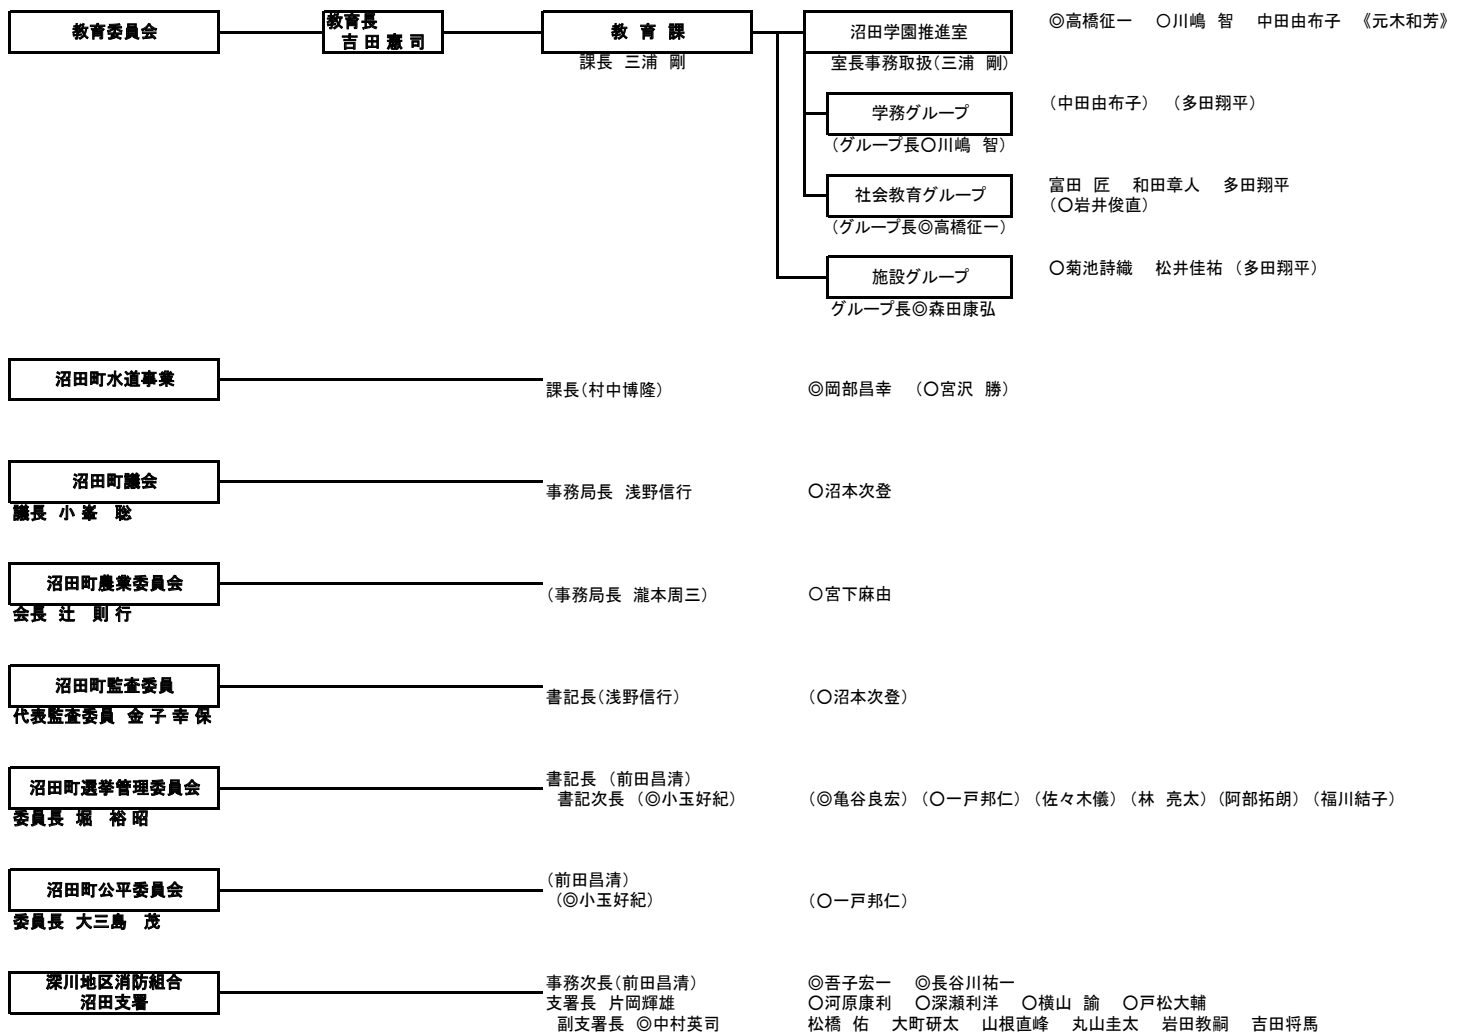 教育委員会
教育長
吉 田 憲 司
教 育 課
課長 三浦 剛
沼田学園推進室
室長事務取扱(三浦 剛)
◎高橋征一 〇川嶋 智 中田由布子 《元木和芳》
学務グループ
(グループ長〇川嶋 智)
(中田由布子) (多田翔平)
社会教育グループ
(グループ長◎高橋征一)
富田 匠 和田章人 多田翔平
(〇岩井俊直)
施設グループ
グループ長◎森田康弘
〇菊池詩織 松井佳祐 (多田翔平)
沼田町水道事業
課長(村中博隆)
◎岡部昌幸 (〇宮沢 勝)
沼田町議会
議長 小 峯 聡
事務局長 浅野信行
〇沼本次登
沼田町農業委員会
会長 辻 則 行
(事務局長 瀧本周三)
〇宮下麻由
沼田町監査委員
代表監査委員 金 子 幸 保
書記長(浅野信行)
(〇沼本次登)
沼田町選挙管理委員会
委員長 堀 裕 昭
書記長 (前田昌清)
書記次長 (◎小玉好紀)
(◎亀谷良宏) (〇一戸邦仁) (佐々木儀) (林 亮太) (阿部拓朗) (福川結子)
沼田町公平委員会
委員長 大三島 茂
(前田昌清)
(◎小玉好紀)
(〇一戸邦仁)
深川地区消防組合
沼田支署
事務次長(前田昌清)
支署長 片岡輝雄
副支署長 ◎中村英司
◎吾子宏一 ◎長谷川祐一
〇河原康利 〇深瀬利洋 〇横山 諭 〇戸松大輔
松橋 佑 大町研太 山根直峰 丸山圭太 岩田教嗣 吉田将馬